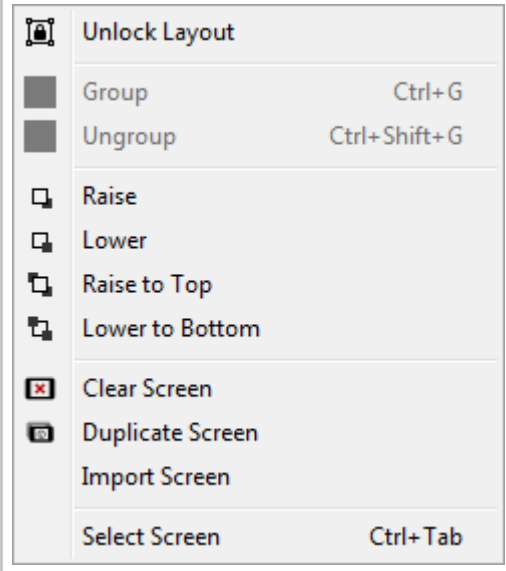 Unlock Layout
Group Ctrl+G
Ungroup Ctrl+Shift+G
Raise
Lower
Raise to Top
Lower to Bottom
Clear Screen
Duplicate Screen
Import Screen
Select Screen Ctrl+Tab